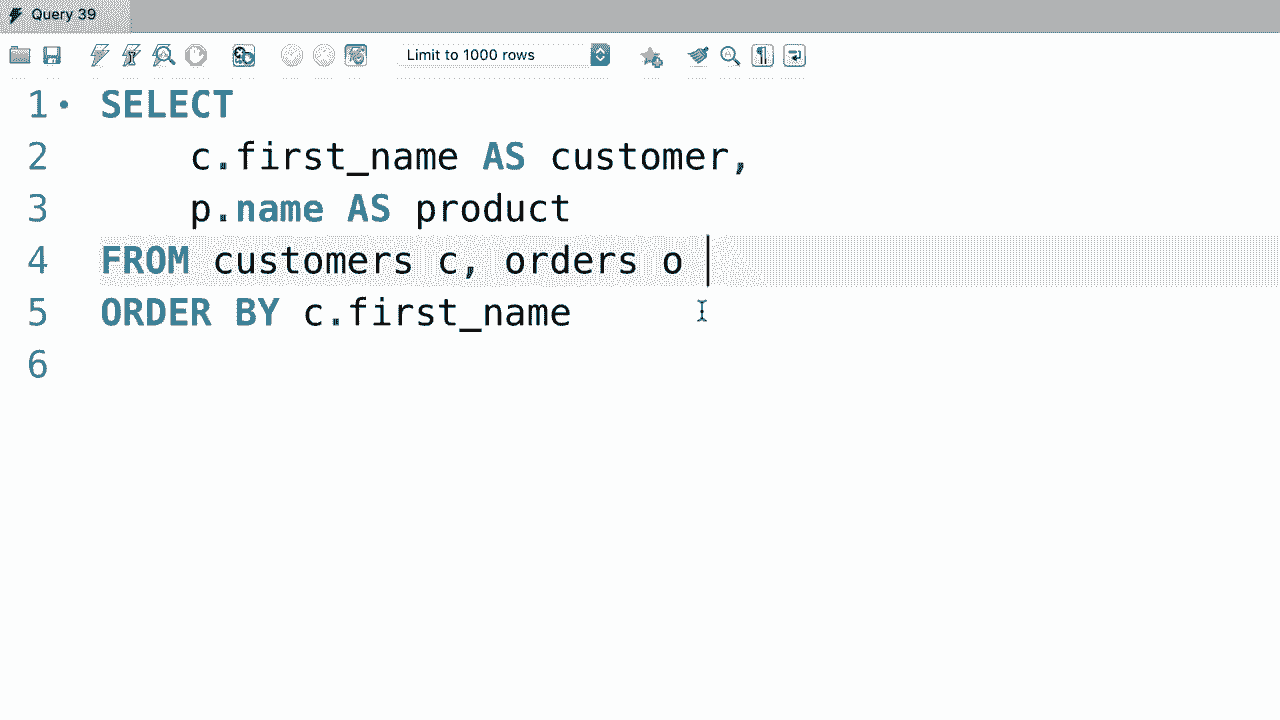 Query 39
Limit to 1000 rows
1 SELECT
2 c.first_name AS customer,
3 p.name AS product
4 FROM customers c, orders o
5 ORDER BY c.first_name
6